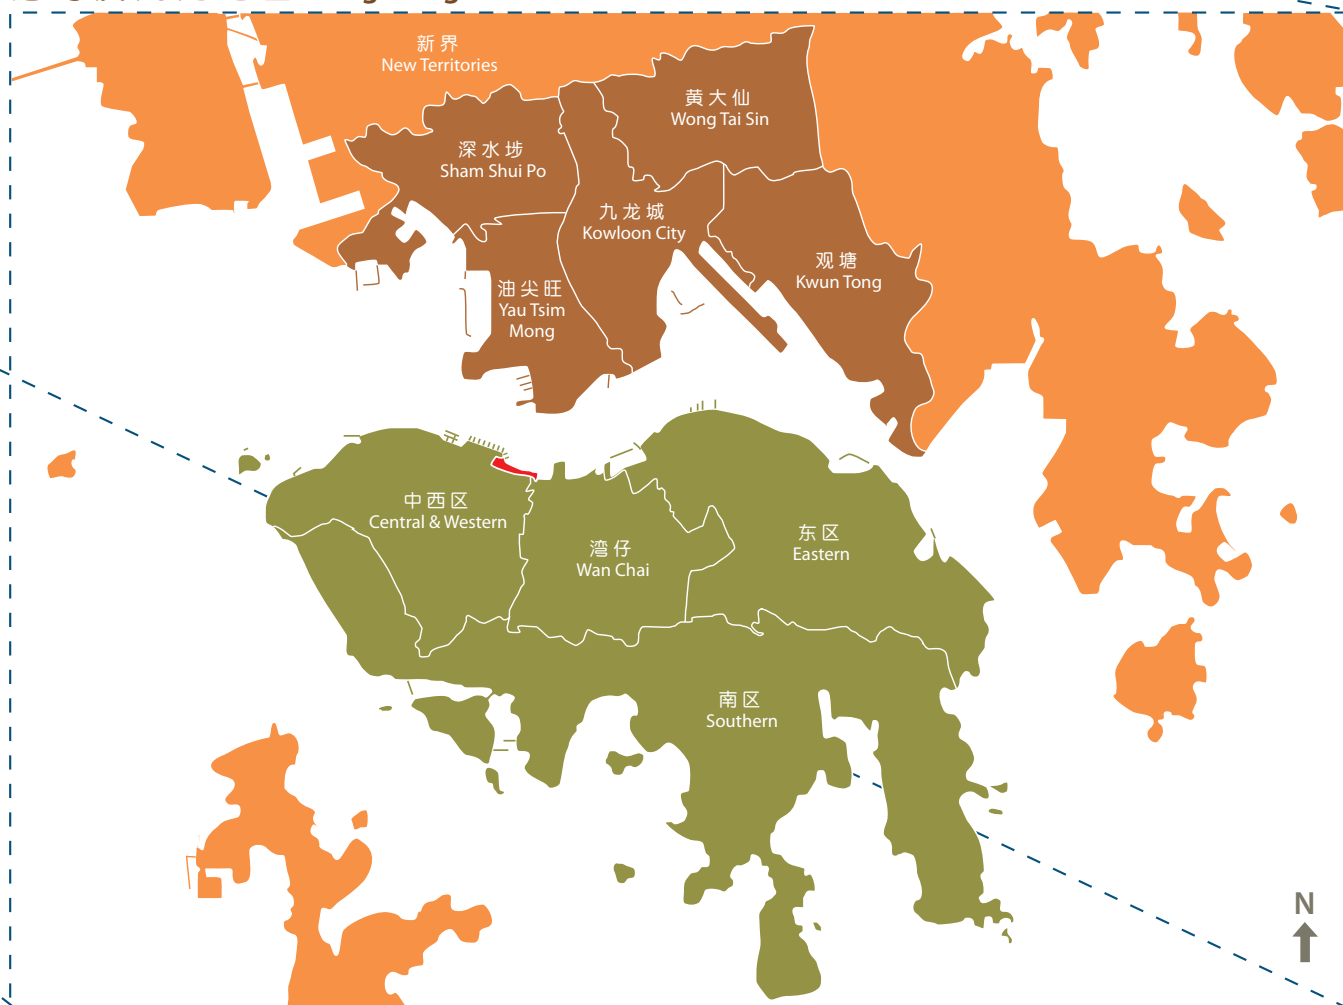 新界
New Territories
黄大仙
Wong Tai Sin
深水埗
Sham Shui Po
九龙城
Kowloon City
观塘
Kwun Tong
油尖旺
Yau Tsim
Mong
中西区
Central & Western
湾仔
Wan Chai
东区
Eastern
南区
Southern
N